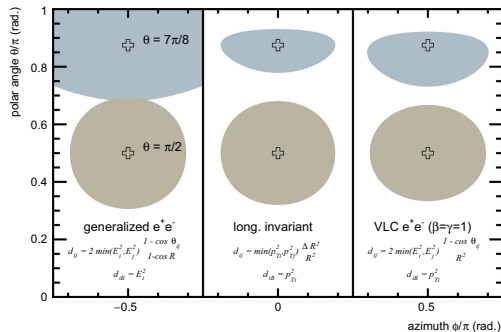 polar angle θ/π (rad.)
1
0.8
0.6
0.4
0.2
0
θ = 7π/8
θ = π/2
generalized e⁺e⁻
d_ij = 2 min(E_i², E_j²) (1 - cos θ_ij)/(1-cos R)
d_iB = E_i²
long. invariant
d_ij = min(p_Ti², p_Tj²) Δ R²/R²
d_iB = p_Ti²
VLC e⁺e⁻ (β=γ=1)
d_ij = 2 min(E_i², E_j²) (1 - cos θ_ij)/R²
d_iB = p_Ti²
−0.5 0 0.5
azimuth φ/π (rad.)